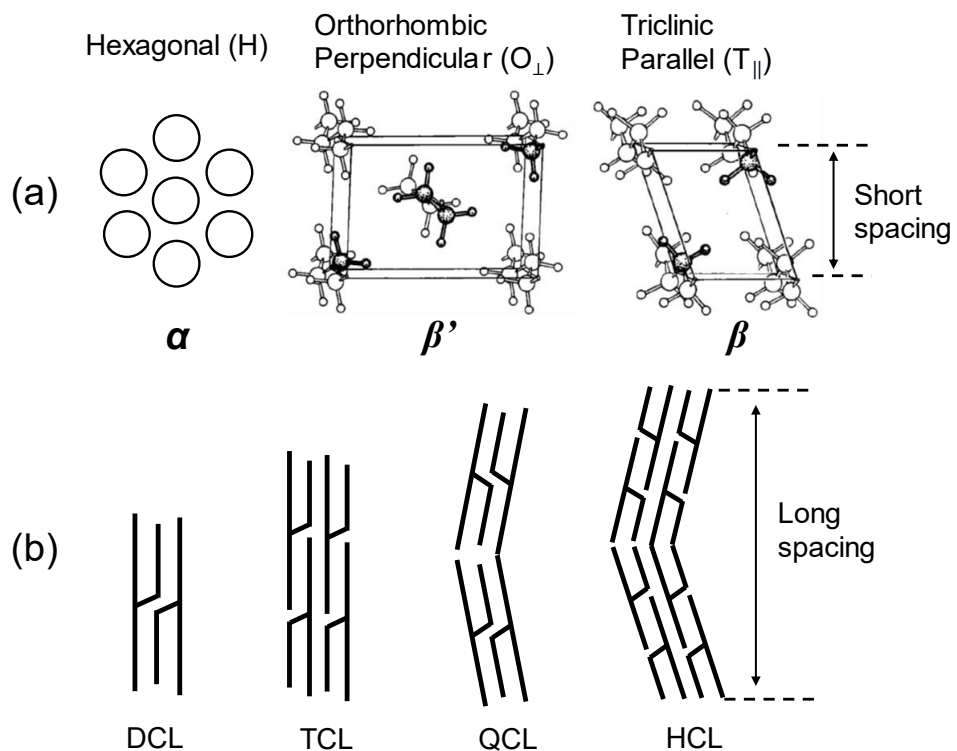 Hexagonal (H)
Orthorhombic
Perpendicular (O⊥)
Triclinic
Parallel (T||)
(a)
Short
spacing
α
β’
β
(b)
Long
spacing
DCL
TCL
QCL
HCL